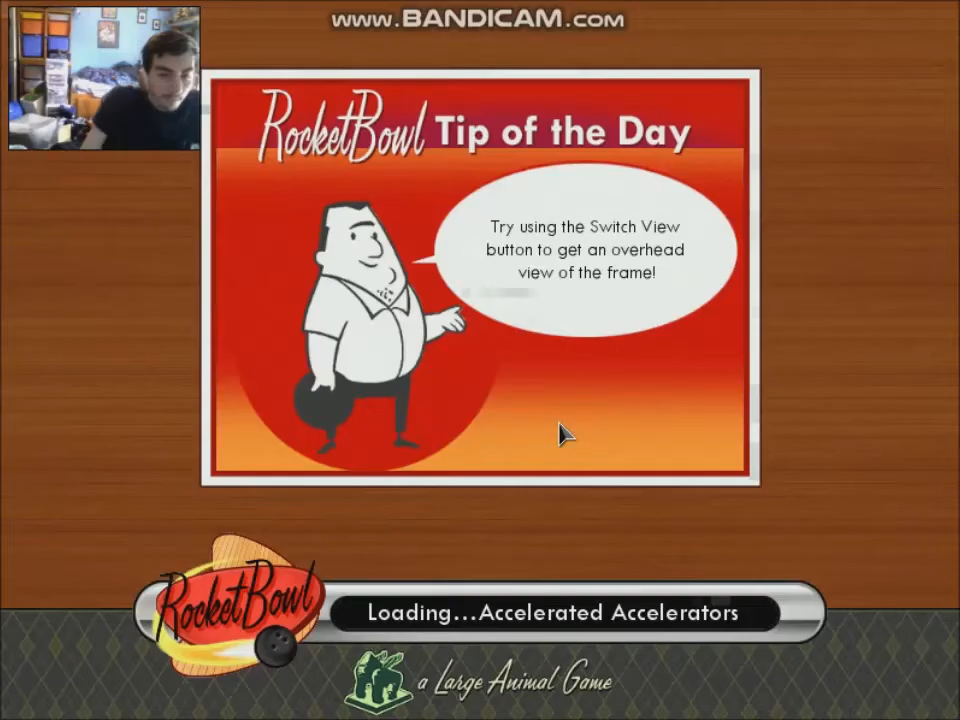 www.BANDICAM.com
RocketBowl Tip of the Day
Try using the Switch View
button to get an overhead
view of the frame!
RocketBowl
Loading...Accelerated Accelerators
a Large Animal Game